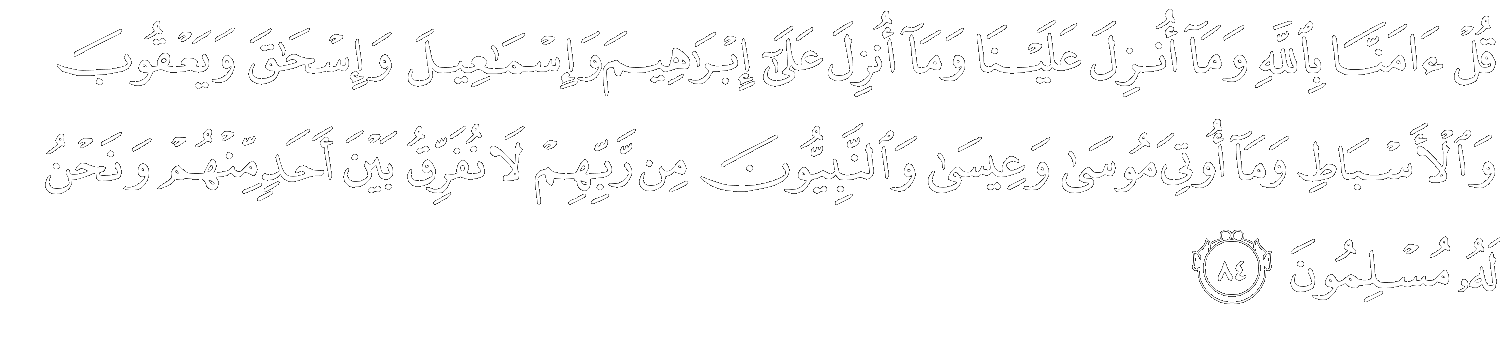 قُلْ ءَامَنَّا بِٱللَّهِ وَمَآ أُنزِلَ عَلَيْنَا وَمَآ أُنزِلَ عَلَىٰٓ إِبْرَٰهِيمَ وَإِسْمَٰعِيلَ وَإِسْحَٰقَ وَيَعْقُوبَ
وَٱلْأَسْبَاطِ وَمَآ أُوتِىَ مُوسَىٰ وَعِيسَىٰ وَٱلنَّبِيُّونَ مِن رَّبِّهِمْ لَا نُفَرِّقُ بَيْنَ أَحَدٍ مِّنْهُمْ وَنَحْنُ
لَهُۥ مُسْلِمُونَ ٨٤